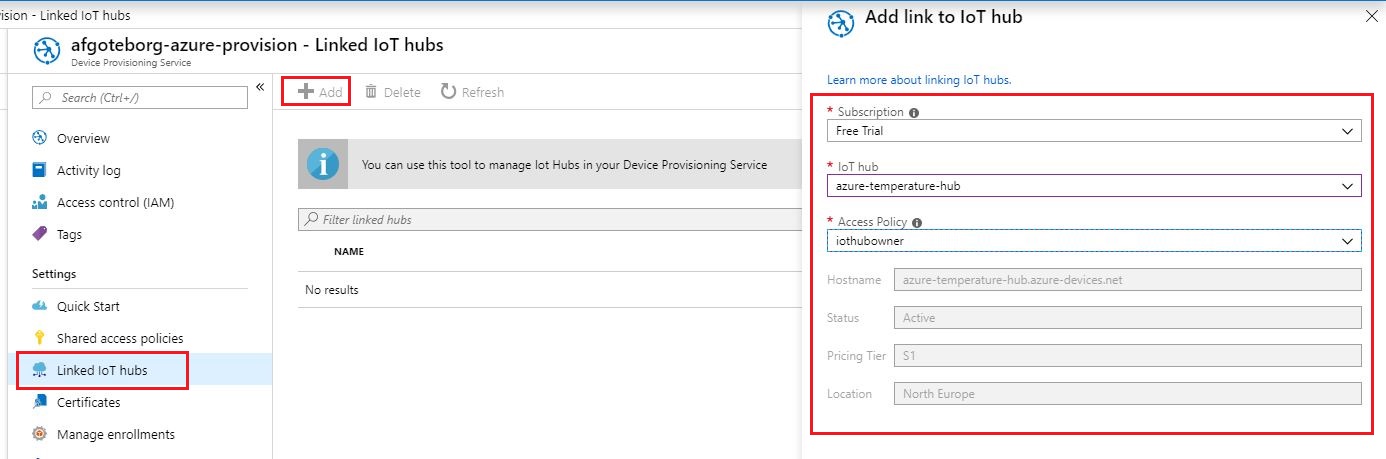 ision - Linked IoT hubs
afgoteborg-azure-provision - Linked IoT hubs
Device Provisioning Service
Search (Ctrl+/)
«
Overview
Activity log
Access control (IAM)
Tags
Settings
Quick Start
Shared access policies
Linked IoT hubs
Certificates
Manage enrollments
Add
Delete
Refresh
You can use this tool to manage Iot Hubs in your Device Provisioning Service
Filter linked hubs
NAME
No results
Add link to IoT hub
Learn more about linking IoT hubs.
* Subscription
Free Trial
* IoT hub
azure-temperature-hub
* Access Policy
iothubowner
Hostname azure-temperature-hub.azure-devices.net
Status Active
Pricing Tier S1
Location North Europe